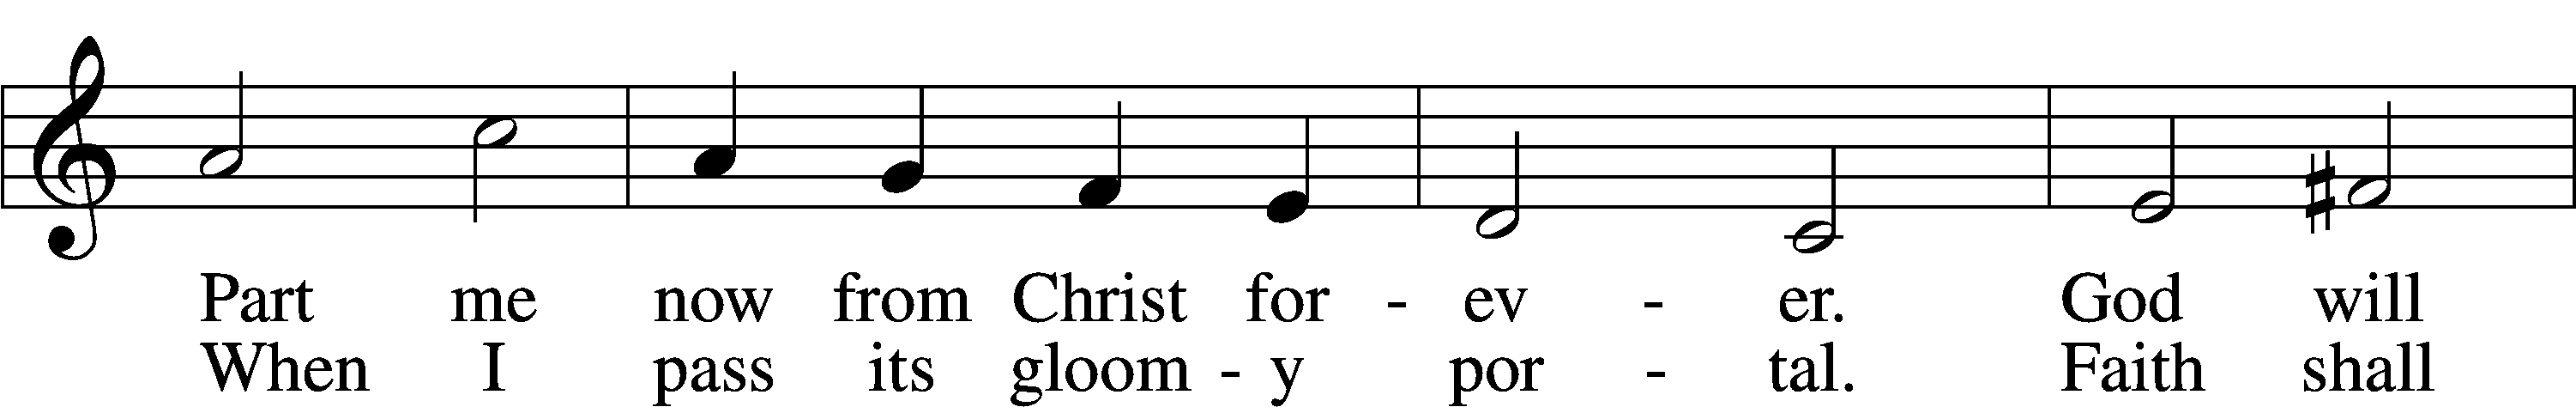 Part me now from Christ for - ev - er. God will
When I pass its gloom - y por - tal. Faith shall